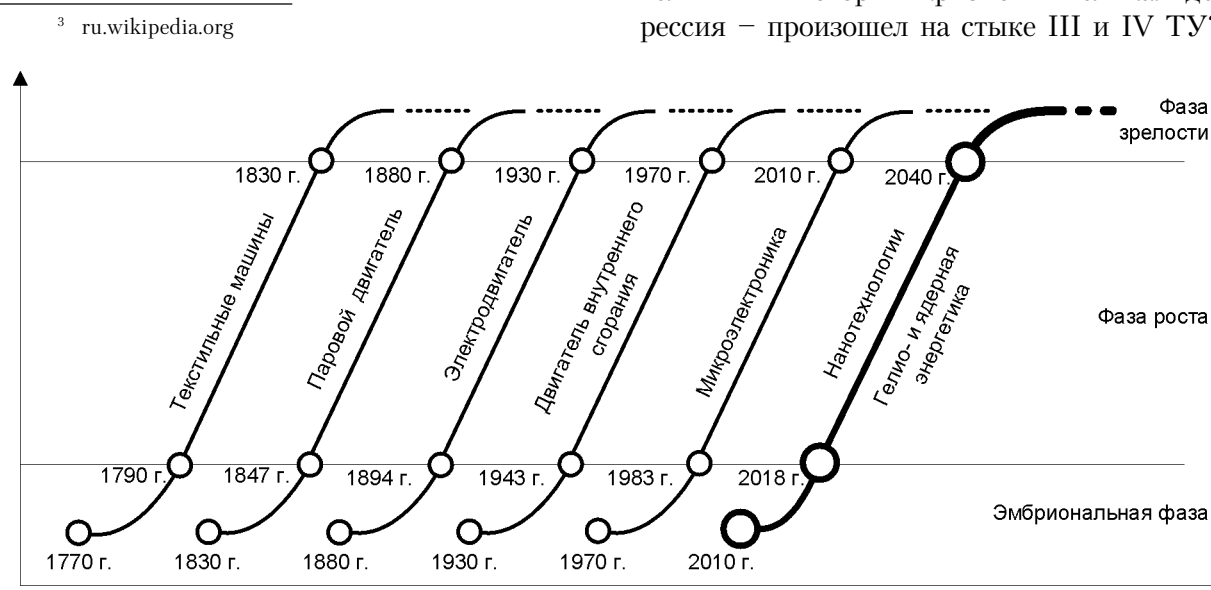 ³ ru.wikipedia.org
рессия – произошел на стыке III и IV ТУ
Фаза
зрелости
1830 г.
1880 г.
1930 г.
1970 г.
2010 г.
2040 г.
Текстильные машины
Паровой двигатель
Электродвигатель
Двигатель внутреннего
сгорания
Микроэлектроника
Нанотехнологии
Гелио- и ядерная
энергетика
Фаза роста
1790 г.
1847 г.
1894 г.
1943 г.
1983 г.
2018 г.
Эмбриональная фаза
1770 г.
1830 г.
1880 г.
1930 г.
1970 г.
2010 г.